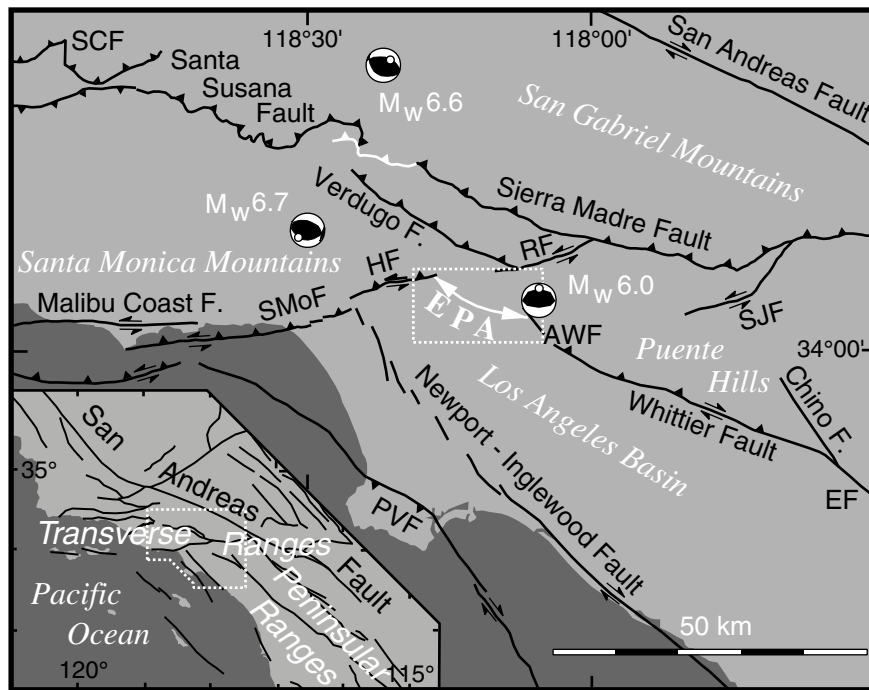 118°30'
118°00'
SCF
Santa
Susana
Fault
Mw6.6
San Andreas Fault
San Gabriel Mountains
Mw6.7
Verdugo F.
Sierra Madre Fault
Santa Monica Mountains
HF
RF
Mw6.0
Malibu Coast F.
SMoF
EPA
AWF
SJF
Puente
Hills
34°00'
Los Angeles Basin
Chino F.
Newport - Inglewood Fault
Whittier Fault
EF
PVF
San
Andreas
Fault
35°
Transverse
Ranges
Peninsular
Ranges
Pacific
Ocean
120°
115°
50 km